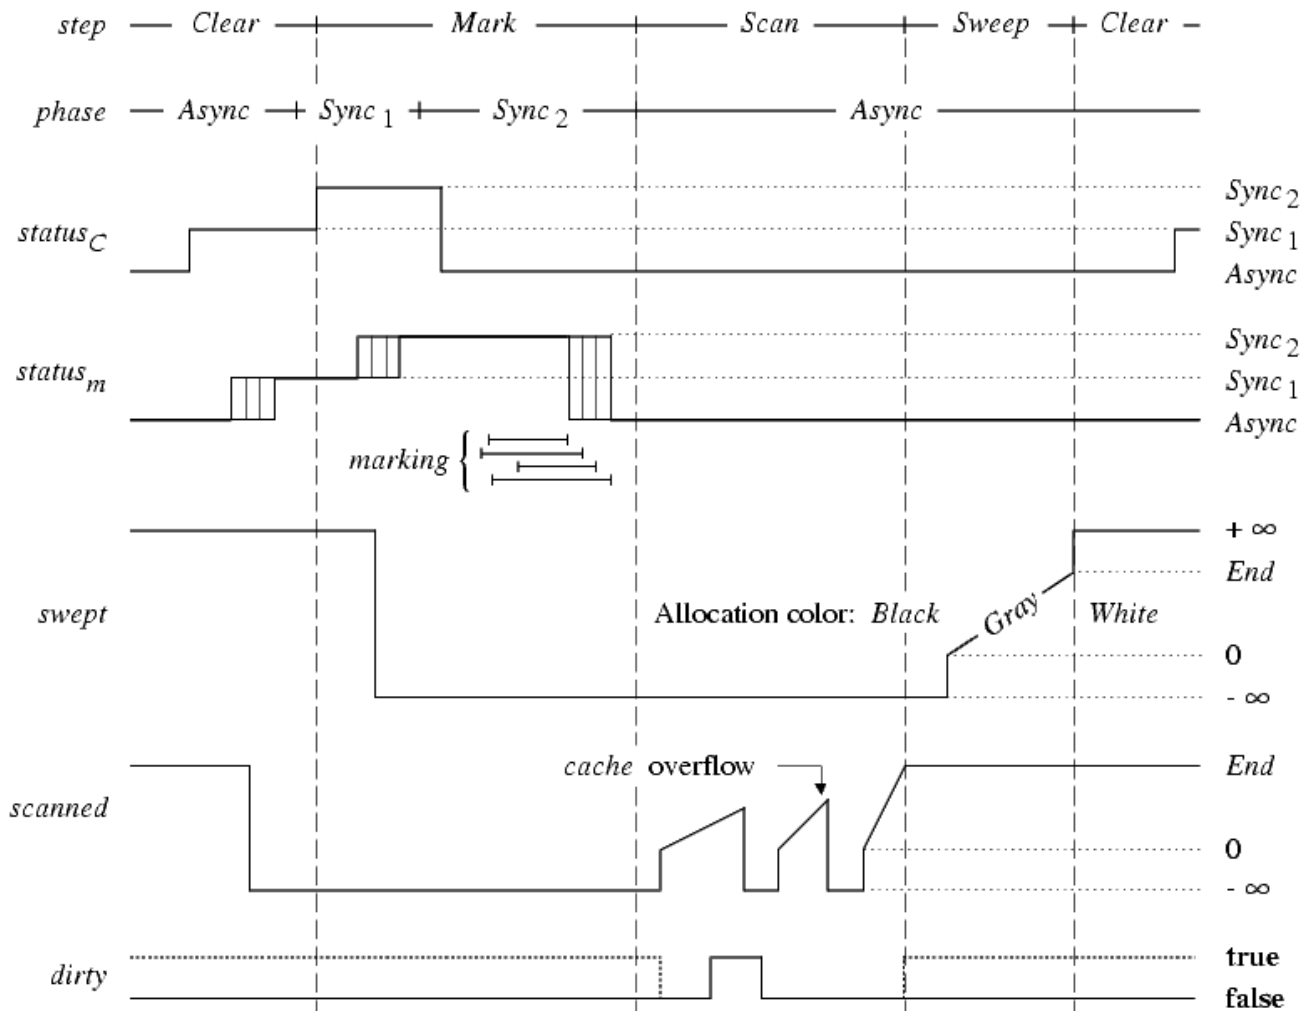 step Clear Mark Scan Sweep Clear
phase Async Sync 1 Sync 2 Async
Sync 2
status C Sync 1
Async
Sync 2
status m Sync 1
Async
marking {
+ ∞
End
swept Allocation color: Black Gray White
0
- ∞
cache overflow End
scanned
0
- ∞
true
dirty
false